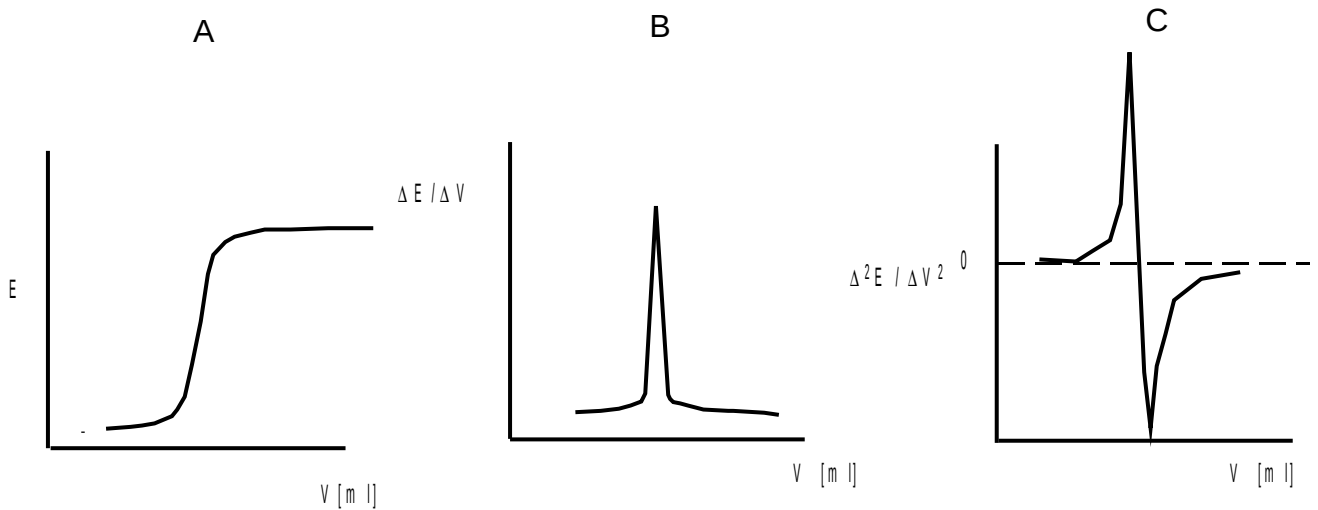 A
E
V [ml]
B
ΔE/ΔV
V [ml]
C
Δ²E/ΔV²
0
V [ml]